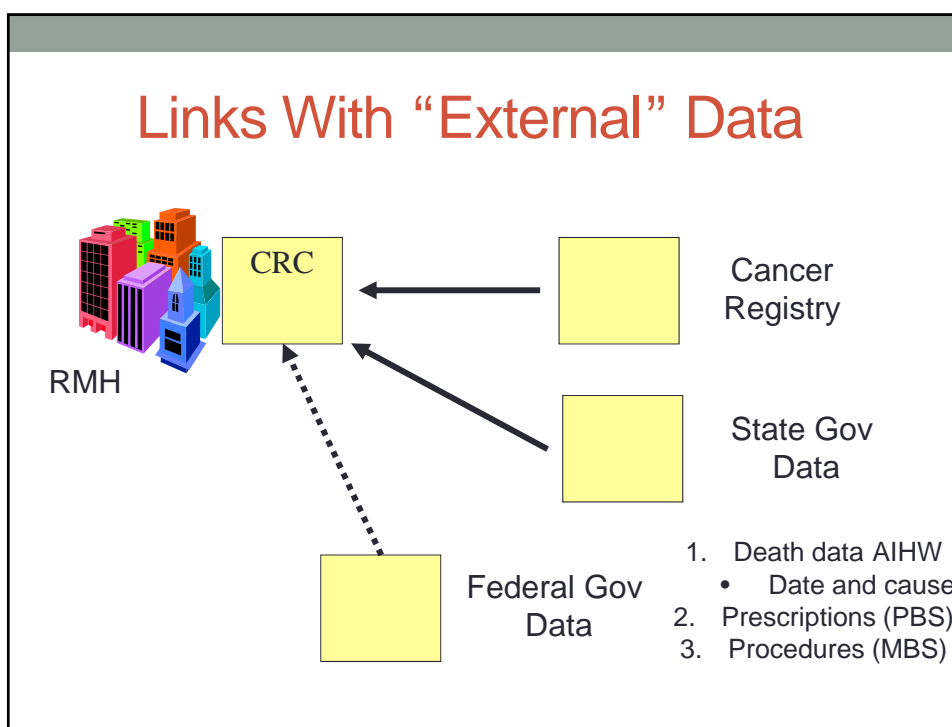 Links With “External” Data
CRC
Cancer
Registry
RMH
State Gov
Data
Federal Gov
Data
1. Death data AIHW
• Date and cause
2. Prescriptions (PBS)
3. Procedures (MBS)